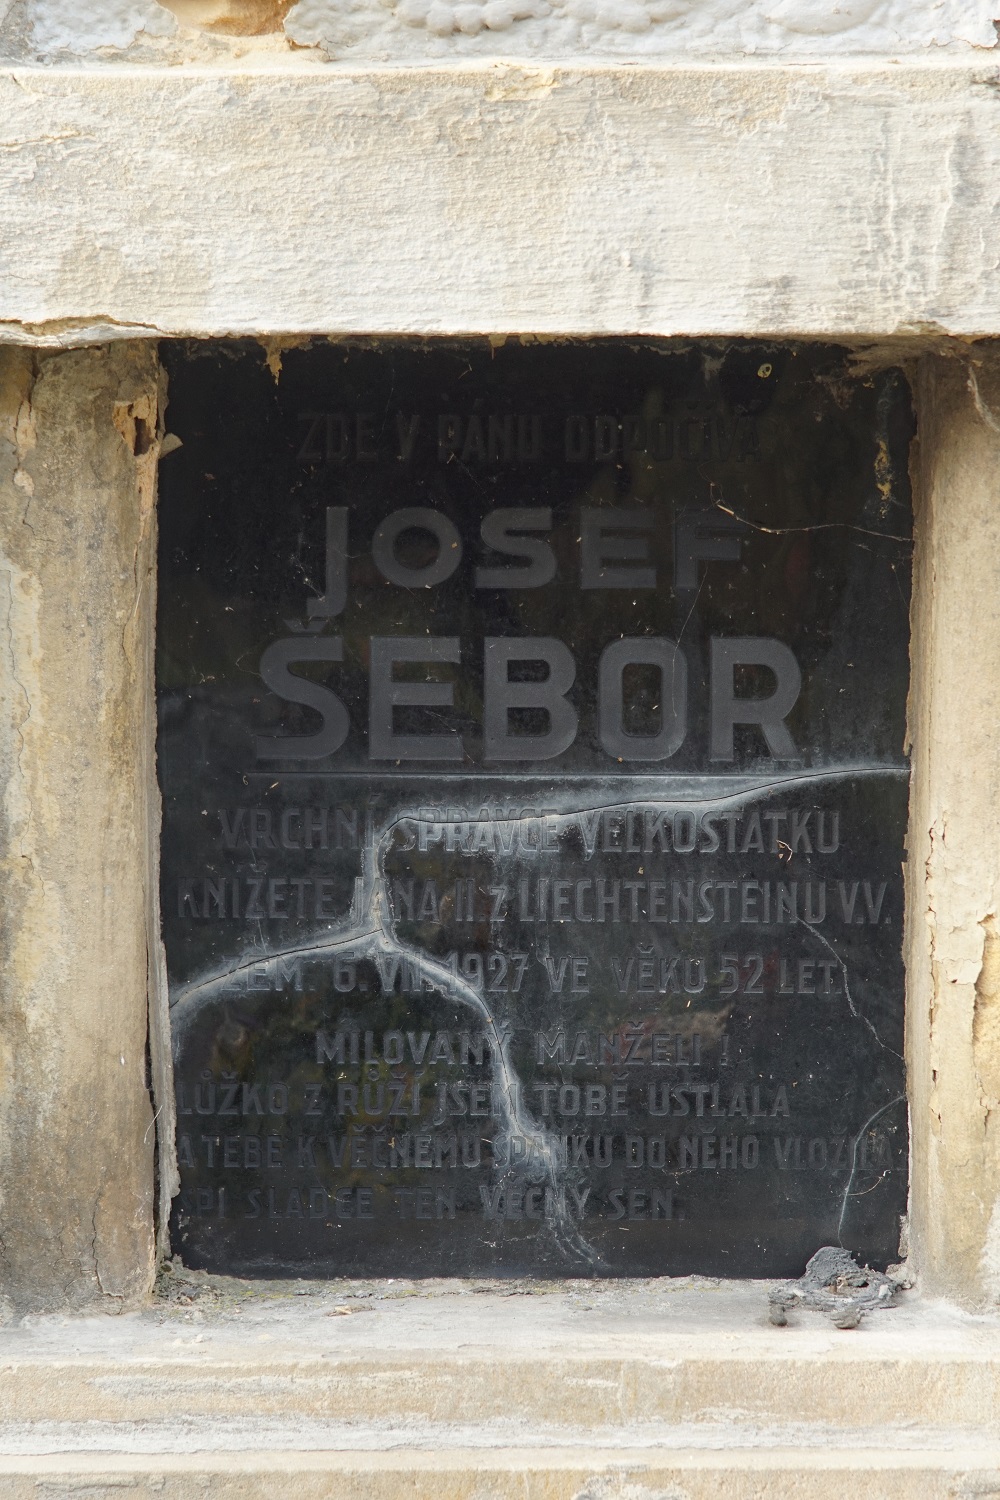 ZDE V PÁNU ODPOČÍVÁ
JOSEF
ŠEBOR
VRCHNÍ SPRÁVCE VELKOSTATKU
KNÍŽETE JANA II Z LIECHTENSTEINU V.V.
ZEM. 6. VII. 1927 VE VĚKU 52 LET.
MILOVANÝ MANŽELI !
LŮŽKO Z RŮŽÍ JSEM TOBĚ USTLALA
A TEBE K VĚČNÉMU SPÁNKU DO NĚHO VLOŽILA
SPI SLADCE TEN VĚČNÝ SEN.